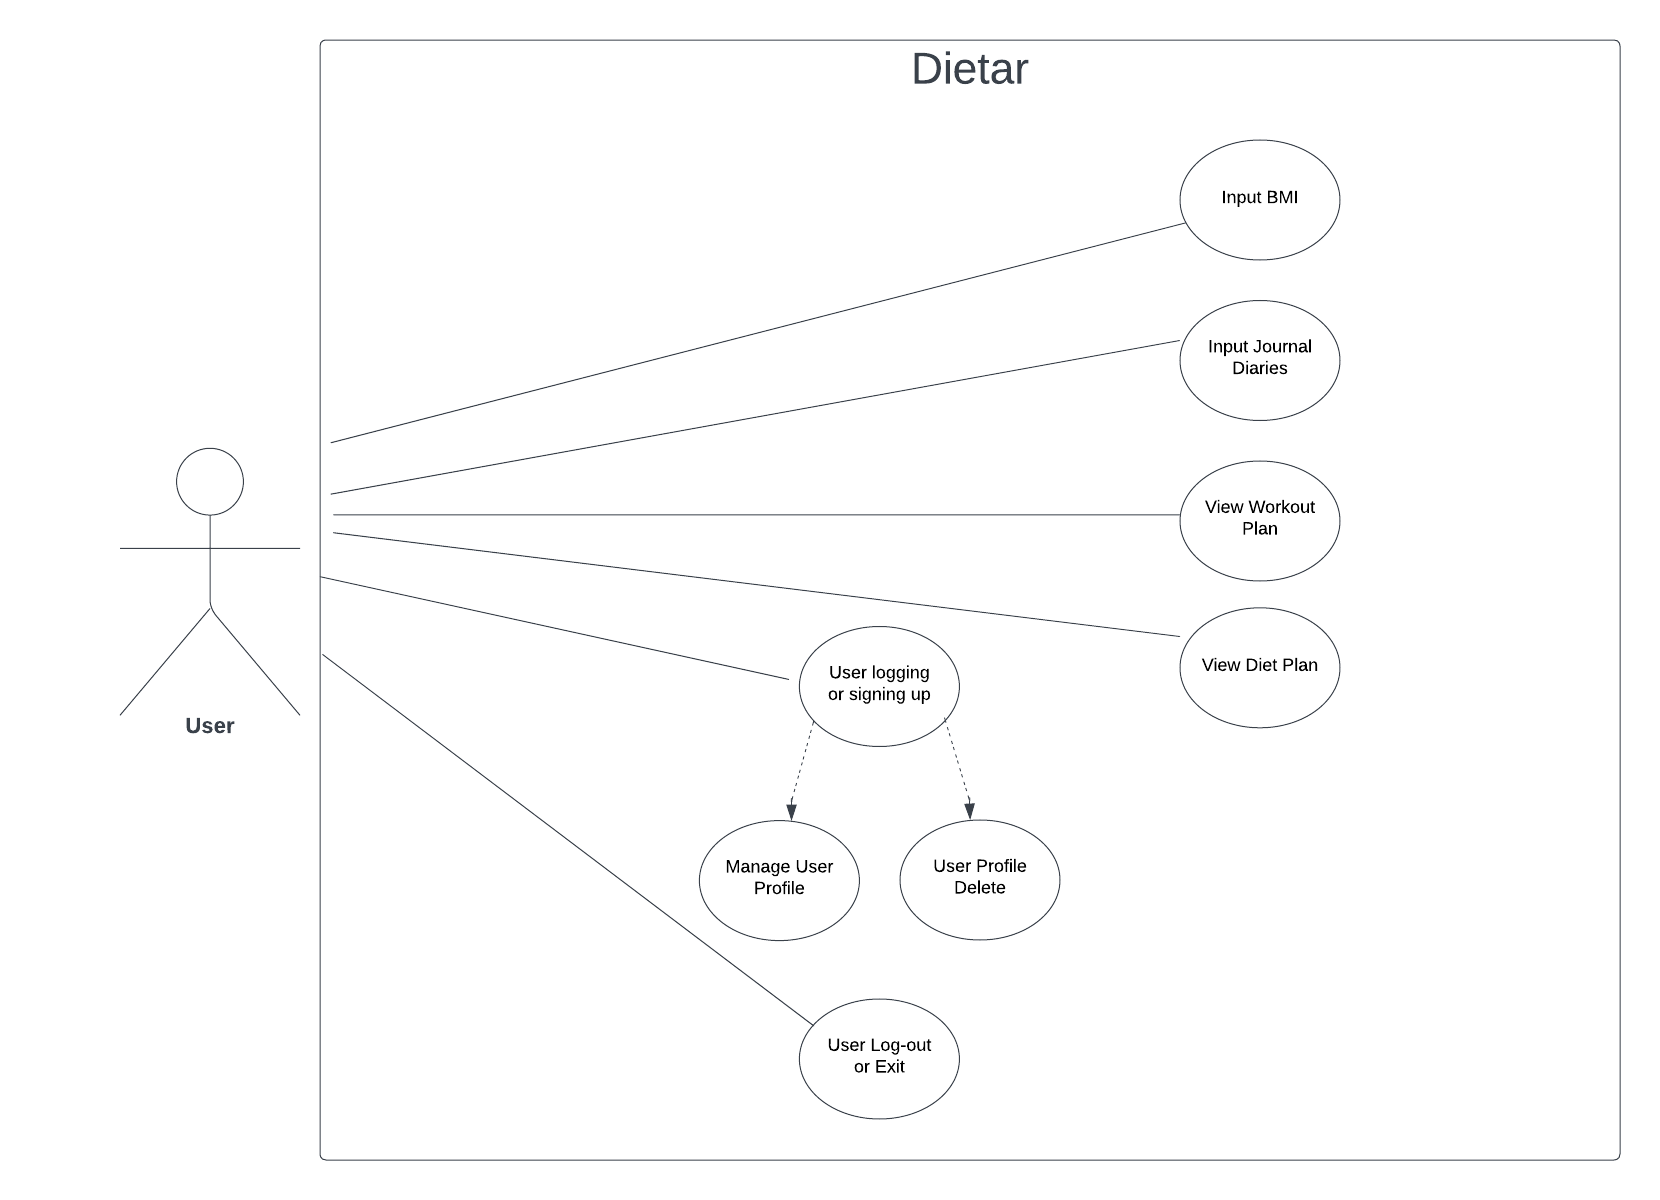 Dietar
Input BMI
Input Journal
Diaries
View Workout
Plan
View Diet Plan
User logging
or signing up
User
Manage User
Profile
User Profile
Delete
User Log-out
or Exit